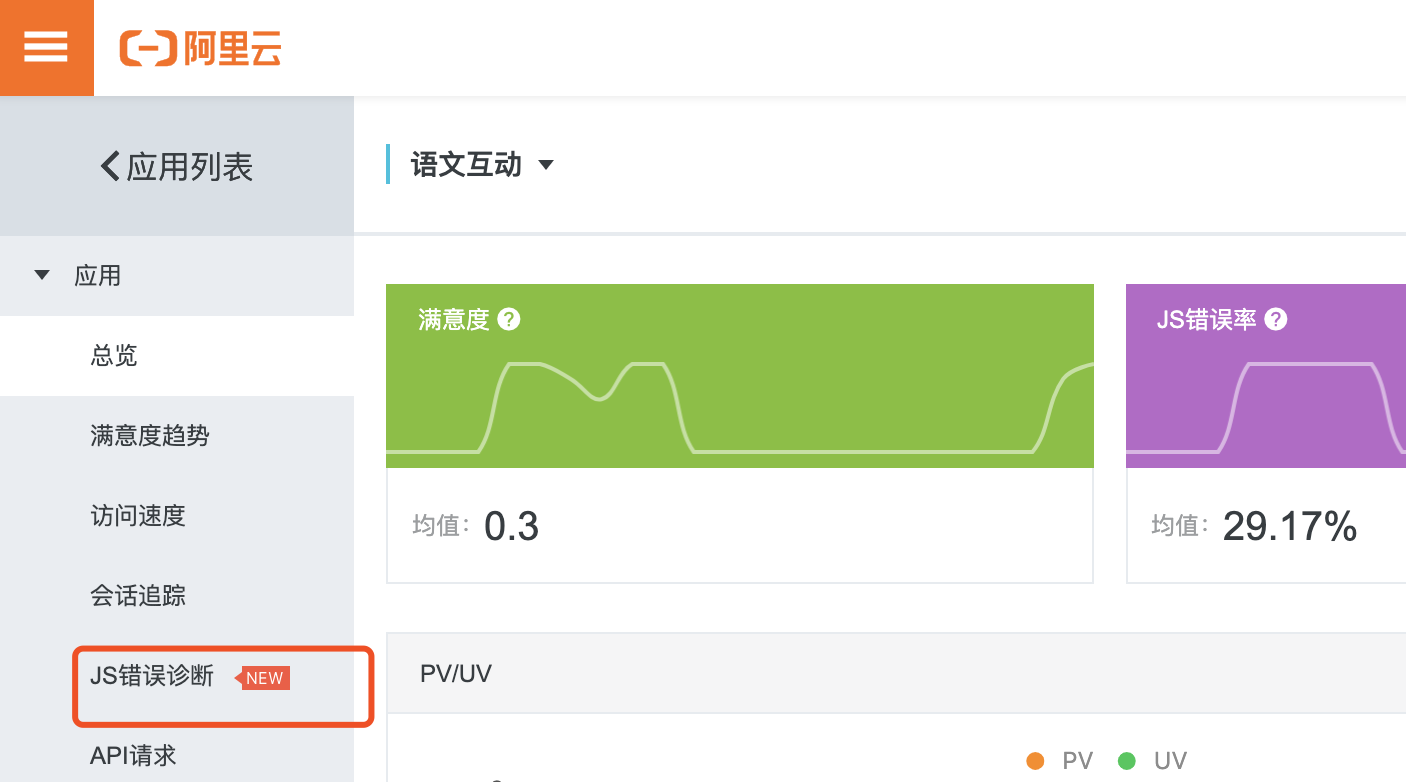 阿里云
应用列表
语文互动
应用
总览
满意度趋势
访问速度
会话追踪
JS错误诊断 NEW
API请求
满意度 ?
均值: 0.3
JS错误率 ?
均值: 29.17%
PV/UV
PV UV